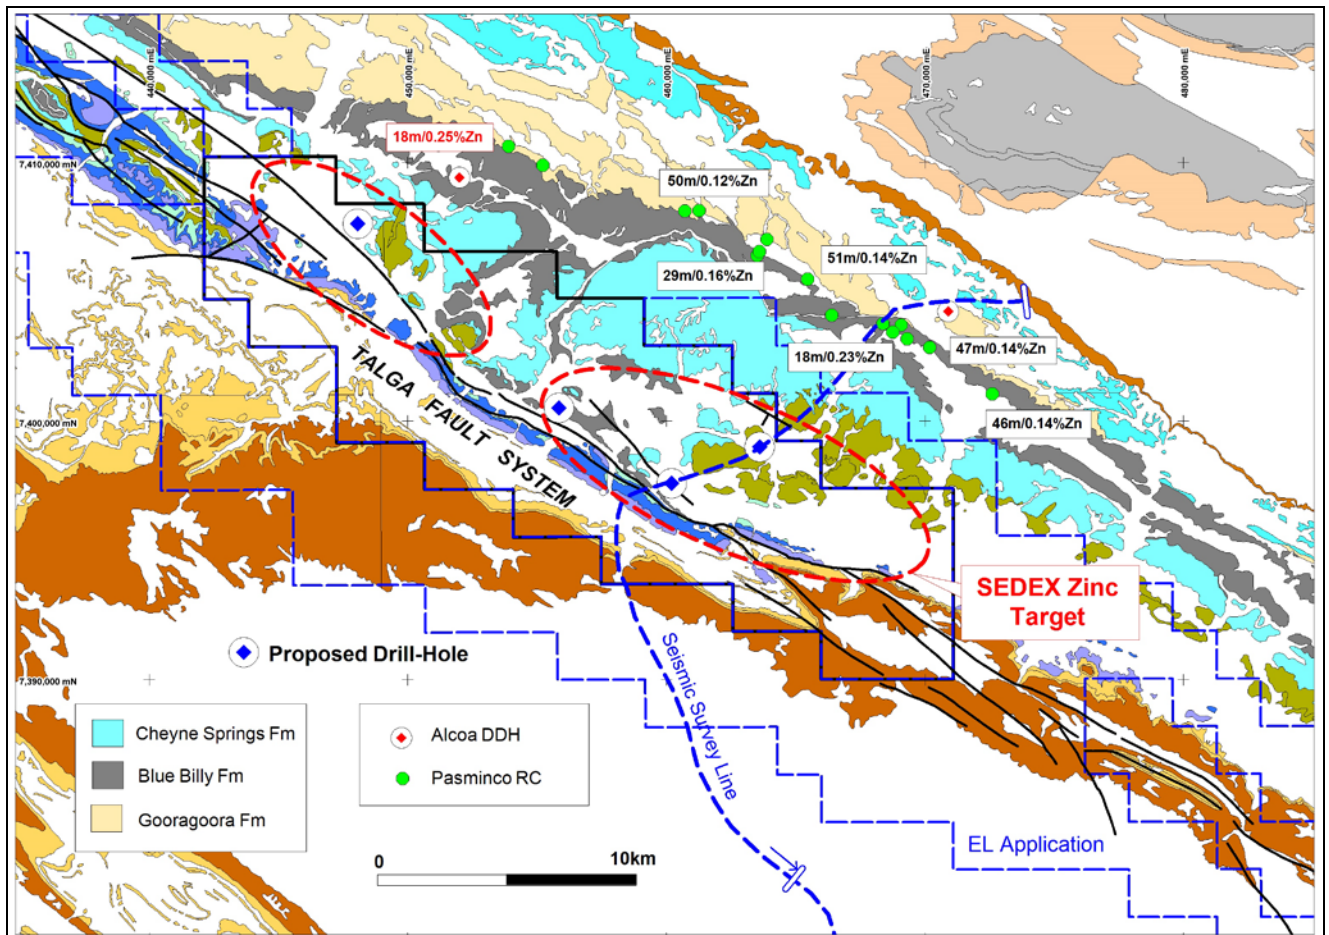 440,000 mE
450,000 mE
460,000 mE
470,000 mE
480,000 mE
18m/0.25%Zn
7,410,000 mN
50m/0.12%Zn
51m/0.14%Zn
29m/0.16%Zn
47m/0.14%Zn
18m/0.23%Zn
TALGA FAULT SYSTEM
7,400,000 mN
46m/0.14%Zn
SEDEX Zinc
Target
Proposed Drill-Hole
Seismic Survey Line
7,390,000 mN
Cheyne Springs Fm
Blue Billy Fm
Gooragoora Fm
Alcoa DDH
Pasminco RC
EL Application
0
10km